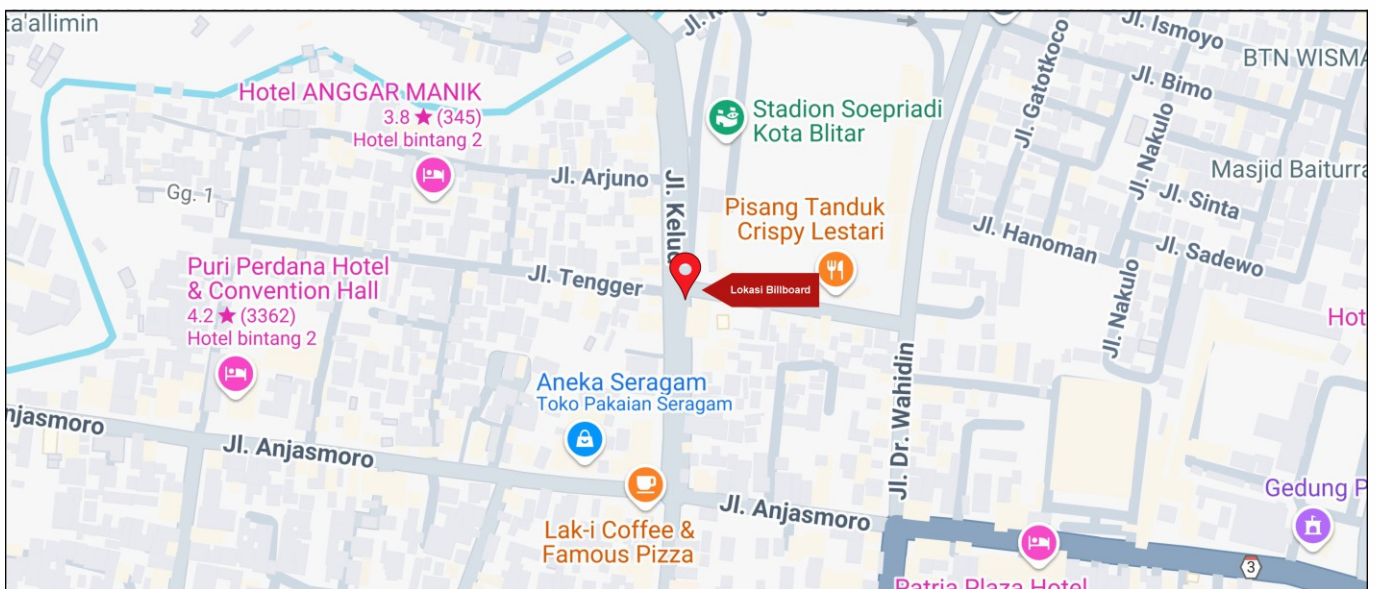 ta'allimin
Jl. Ismoyo
BTN WISMA
Jl. Bimo
Jl. Gatotkoco
Hotel ANGGAR MANIK
3.8 ★ (345)
Hotel bintang 2
Stadion Soepriadi
Kota Blitar
Jl. Nakulo
Masjid Baiturra
Jl. Arjuno
Jl. Kelud
Gg. 1
Jl. Sinta
Pisang Tanduk
Crispy Lestari
Jl. Hanoman
Jl. Sadewo
Puri Perdana Hotel
& Convention Hall
4.2 ★ (3362)
Hotel bintang 2
Jl. Tengger
Lokasi Billboard
Jl. Nakulo
Hot
Aneka Seragam
Toko Pakaian Seragam
Jl. Dr. Wahidin
njasmoro
Jl. Anjasmoro
Jl. Anjasmoro
Gedung P
Lak-i Coffee &
Famous Pizza
3
Patria Plaza Hotel